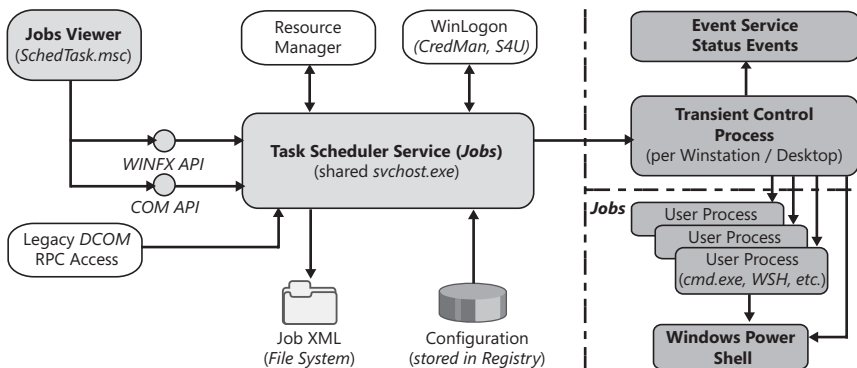 Jobs Viewer
(SchedTask.msc)
Resource
Manager
WinLogon
(CredMan, S4U)
Event Service
Status Events
WINFX API
COM API
Task Scheduler Service (Jobs)
(shared svchost.exe)
Transient Control
Process
(per Winstation / Desktop)
Legacy DCOM
RPC Access
Jobs
User Process
User Process
User Process
(cmd.exe, WSH, etc.)
Job XML
(File System)
Configuration
(stored in Registry)
Windows Power
Shell